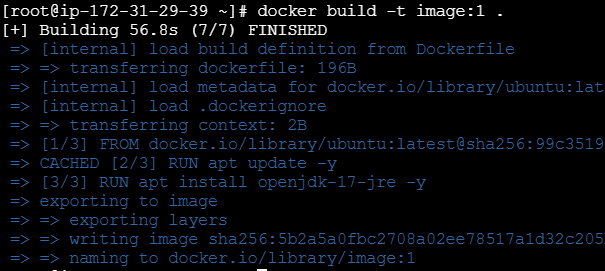 [root@ip-172-31-29-39 ~]# docker build -t image:1 .
[+] Building 56.8s (7/7) FINISHED
=> [internal] load build definition from Dockerfile
=> => transferring dockerfile: 196B
=> [internal] load metadata for docker.io/library/ubuntu:lat
=> [internal] load .dockerignore
=> => transferring context: 2B
=> [1/3] FROM docker.io/library/ubuntu:latest@sha256:99c3519
=> CACHED [2/3] RUN apt update -y
=> [3/3] RUN apt install openjdk-17-jre -y
=> exporting to image
=> => exporting layers
=> => writing image sha256:5b2a5a0fbc2708a02ee78517a1d32c205
=> => naming to docker.io/library/image:1